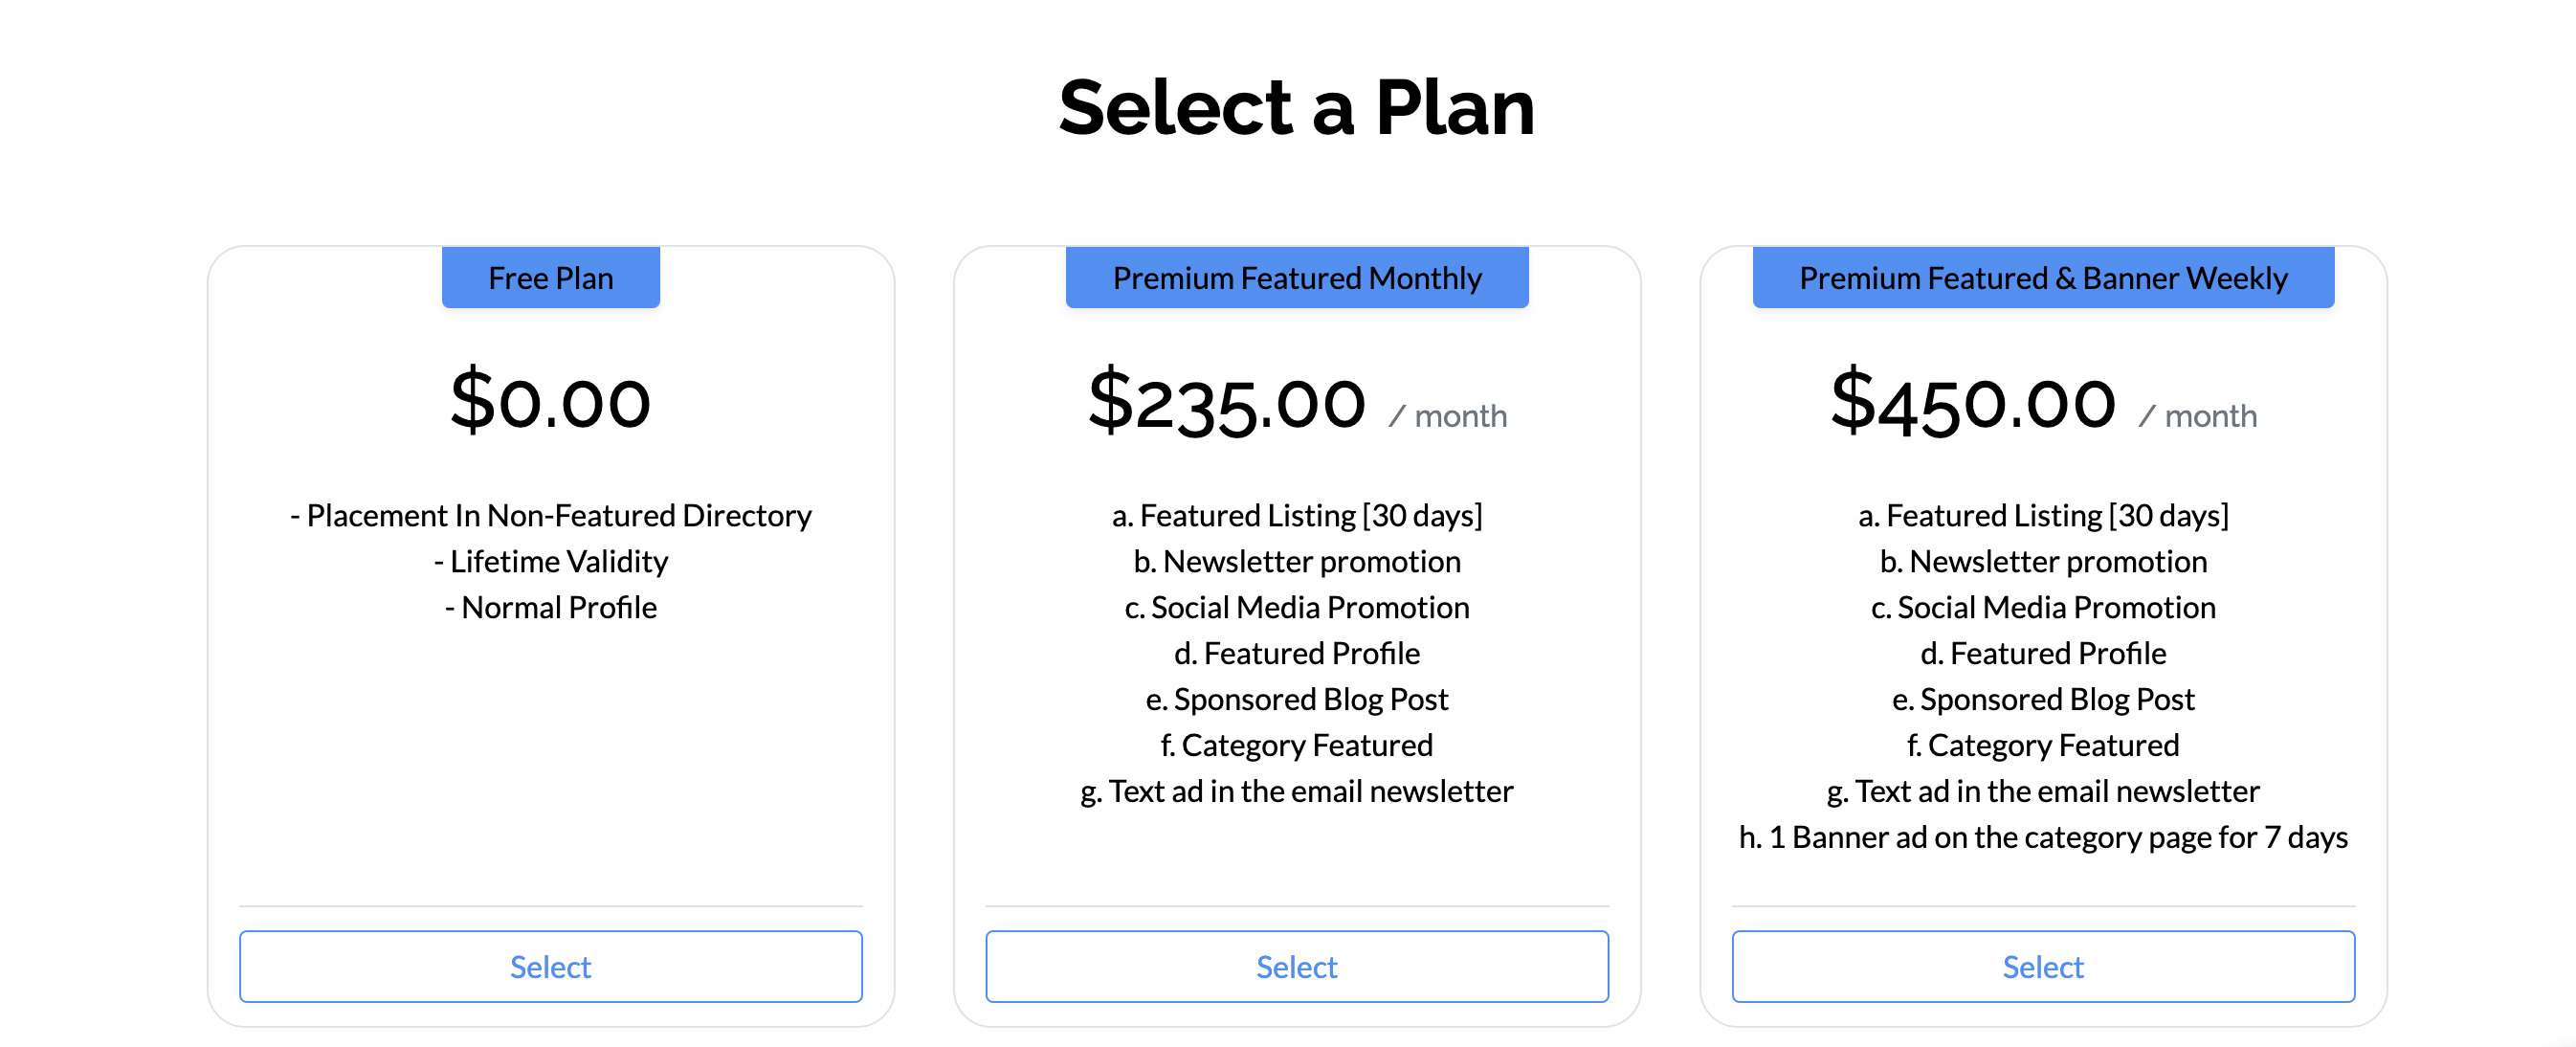 Select a Plan
Free Plan
$0.00
- Placement In Non-Featured Directory
- Lifetime Validity
- Normal Profile
Select
Premium Featured Monthly
$235.00 / month
a. Featured Listing [30 days]
b. Newsletter promotion
c. Social Media Promotion
d. Featured Profile
e. Sponsored Blog Post
f. Category Featured
g. Text ad in the email newsletter
Select
Premium Featured & Banner Weekly
$450.00 / month
a. Featured Listing [30 days]
b. Newsletter promotion
c. Social Media Promotion
d. Featured Profile
e. Sponsored Blog Post
f. Category Featured
g. Text ad in the email newsletter
h. 1 Banner ad on the category page for 7 days
Select